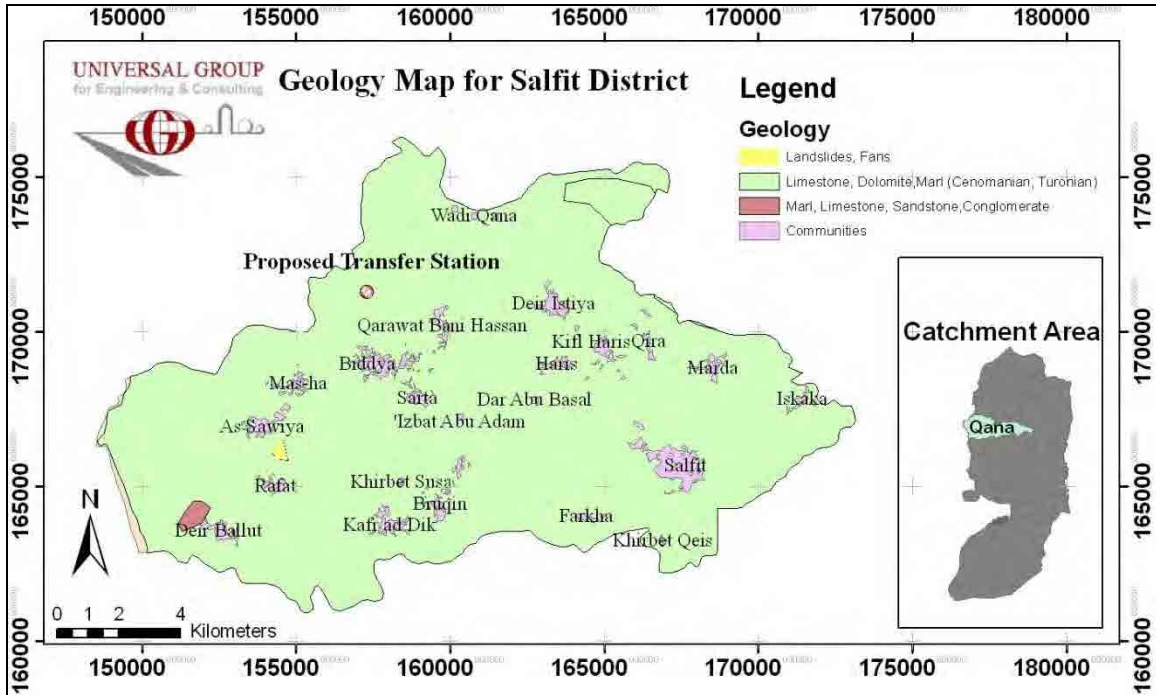 150000 155000 160000 165000 170000 175000 180000
UNIVERSAL GROUP
for Engineering & Consulting
Geology Map for Salfit District
Legend
Geology
Landslides, Fans
Limestone, Dolomite,Marl (Cenomanian, Turonian)
Marl, Limestone, Sandstone,Conglomerate
Communities
175000
175000
Wadi Qana
Proposed Transfer Station
Deir Istiya
Qarawat Bani Hassan
170000
170000
Kifl Haris
Qira
Biddya
Haris
Marda
Mas-ha
Sarta
Dar Abu Basal
Iskaka
'Izbat Abu Adam
As Sawiya
Salfit
Rafat
Khirbet Susa
165000
165000
Bruqin
Deir Ballut
Kafr ad Dik
Farkha
Khirbet Qeis
Catchment Area
Qana
N
0 1 2 4
Kilometers
160000
160000
150000 155000 160000 165000 170000 175000 180000